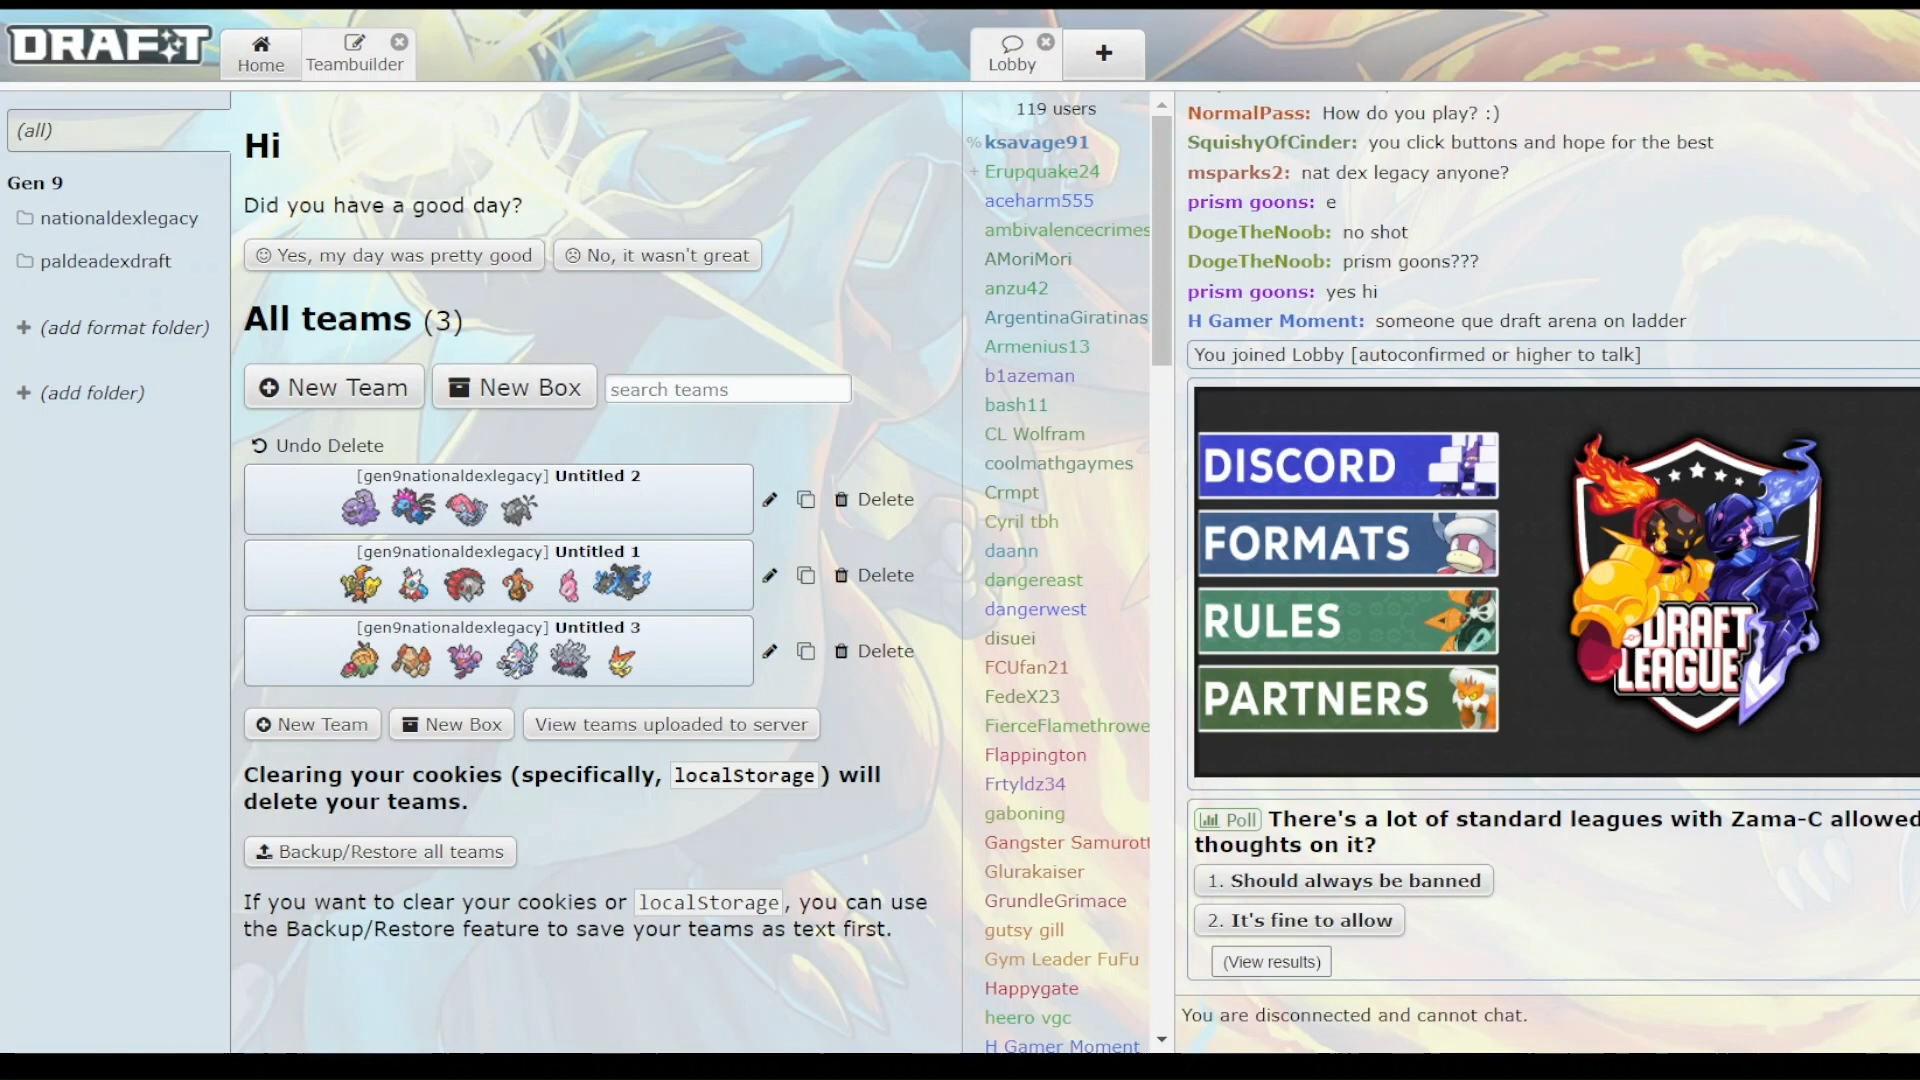 DRAFT
Home
Teambuilder
Lobby
(all)
Gen 9
nationaldexlegacy
paldeadexdraft
(add format folder)
(add folder)
Hi
Did you have a good day?
Yes, my day was pretty good
No, it wasn't great
All teams (3)
New Team
New Box
search teams
Undo Delete
[gen9nationaldexlegacy] Untitled 2
Delete
[gen9nationaldexlegacy] Untitled 1
Delete
[gen9nationaldexlegacy] Untitled 3
Delete
New Team
New Box
View teams uploaded to server
Clearing your cookies (specifically, localStorage) will
delete your teams.
Backup/Restore all teams
If you want to clear your cookies or localStorage, you can use
the Backup/Restore feature to save your teams as text first.
119 users
%ksavage91
+Erupquake24
aceharm555
ambivalencecrimes
AMoriMori
anzu42
ArgentinaGiratinas
Armenius13
b1azeman
bash11
CL Wolfram
coolmathgaymes
Crmpt
Cyril tbh
daann
dangereast
dangerwest
disuei
FCUfan21
FedeX23
FierceFlamethrowe
Flappington
Frtyldz34
gaboning
Gangster Samurott
Glurakaiser
GrundleGrimace
gutsy gill
Gym Leader FuFu
Happygate
heero vgc
H Gamer Moment
NormalPass: How do you play? :)
SquishyOfCinder: you click buttons and hope for the best
msparks2: nat dex legacy anyone?
prism goons: e
DogeTheNoob: no shot
DogeTheNoob: prism goons???
prism goons: yes hi
H Gamer Moment: someone que draft arena on ladder
You joined Lobby [autoconfirmed or higher to talk]
DISCORD
FORMATS
RULES
PARTNERS
DRAFT
LEAGUE
Poll There's a lot of standard leagues with Zama-C allowed
thoughts on it?
1. Should always be banned
2. It's fine to allow
(View results)
You are disconnected and cannot chat.